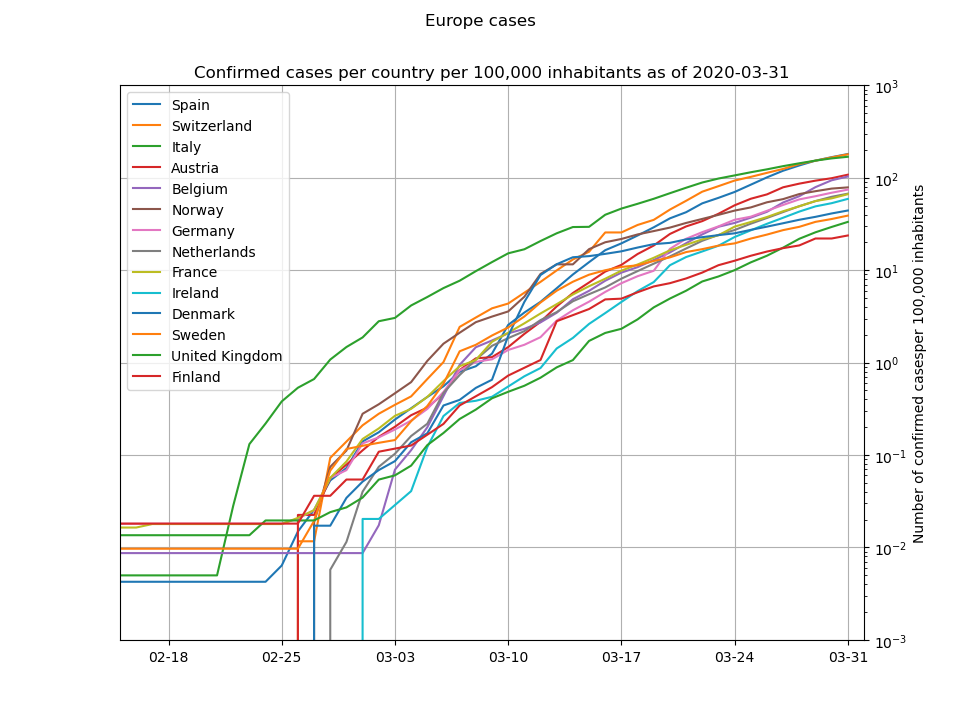 Europe cases
Confirmed cases per country per 100,000 inhabitants as of 2020-03-31
Spain
Switzerland
Italy
Austria
Belgium
Norway
Germany
Netherlands
France
Ireland
Denmark
Sweden
United Kingdom
Finland
10³
10²
10¹
10⁰
10⁻¹
10⁻²
10⁻³
Number of confirmed casesper 100,000 inhabitants
02-18 02-25 03-03 03-10 03-17 03-24 03-31